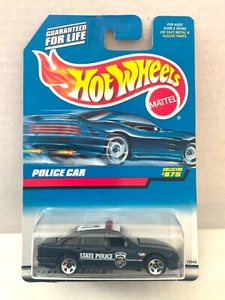 GUARANTEED
FOR LIFE
FOR AGES
OVER 3 YEARS.
DIE CAST METAL &
PLASTIC PARTS.
Hot Wheels
MATTEL
POLICE CAR
COLLECTOR
#675
STATE POLICE